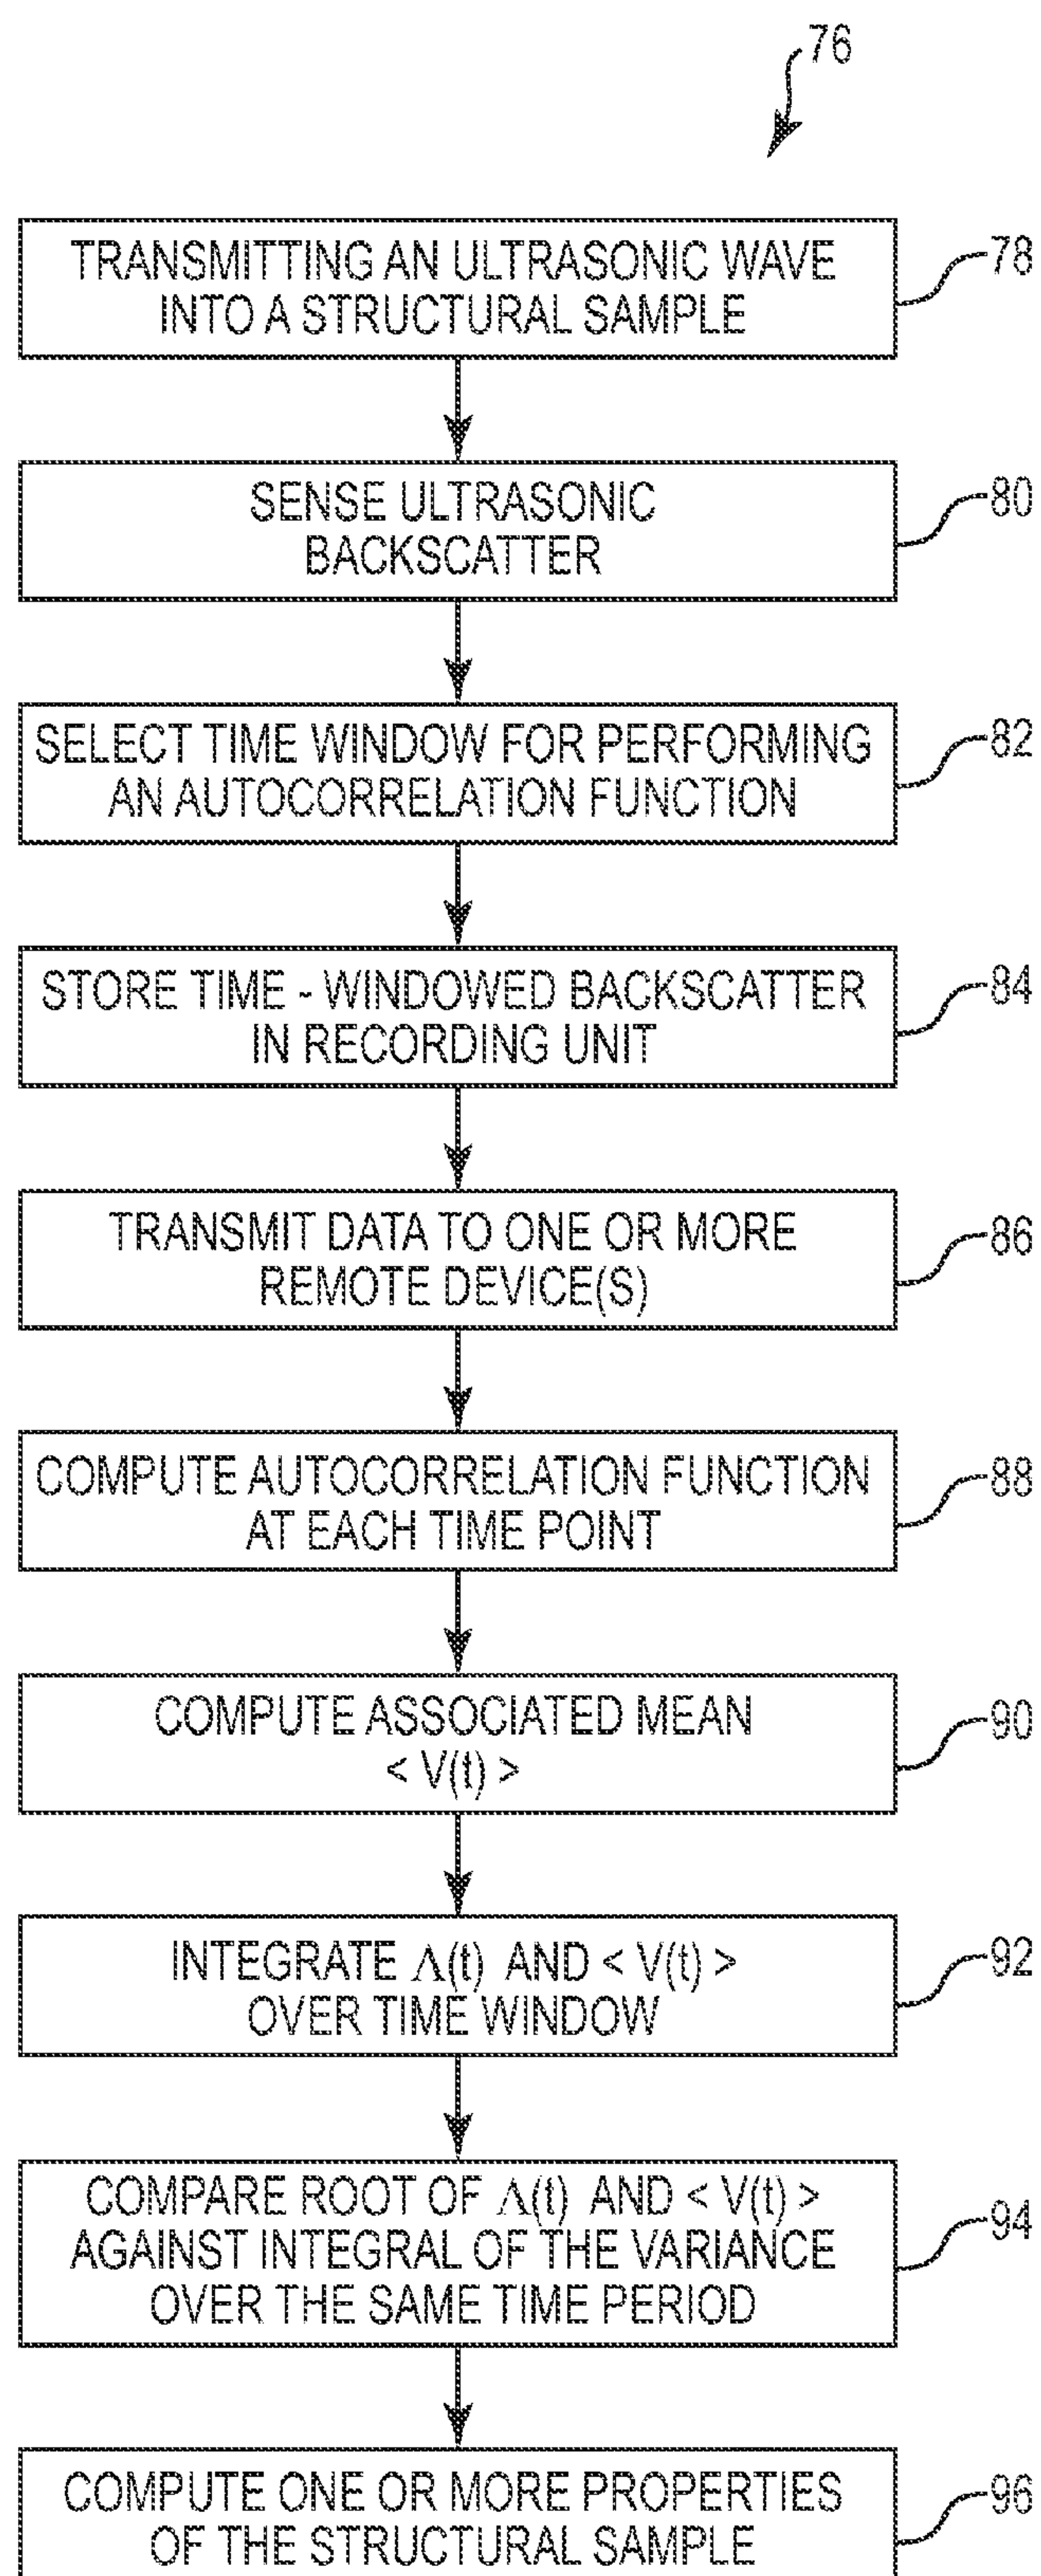 76
TRANSMITTING AN ULTRASONIC WAVE
INTO A STRUCTURAL SAMPLE
78
SENSE ULTRASONIC
BACKSCATTER
80
SELECT TIME WINDOW FOR PERFORMING
AN AUTOCORRELATION FUNCTION
82
STORE TIME - WINDOWED BACKSCATTER
IN RECORDING UNIT
84
TRANSMIT DATA TO ONE OR MORE
REMOTE DEVICE(S)
86
COMPUTE AUTOCORRELATION FUNCTION
AT EACH TIME POINT
88
COMPUTE ASSOCIATED MEAN
< V(t) >
90
INTEGRATE Λ(t) AND < V(t) >
OVER TIME WINDOW
92
COMPARE ROOT OF Λ(t) AND < V(t) >
AGAINST INTEGRAL OF THE VARIANCE
OVER THE SAME TIME PERIOD
94
COMPUTE ONE OR MORE PROPERTIES
OF THE STRUCTURAL SAMPLE
96